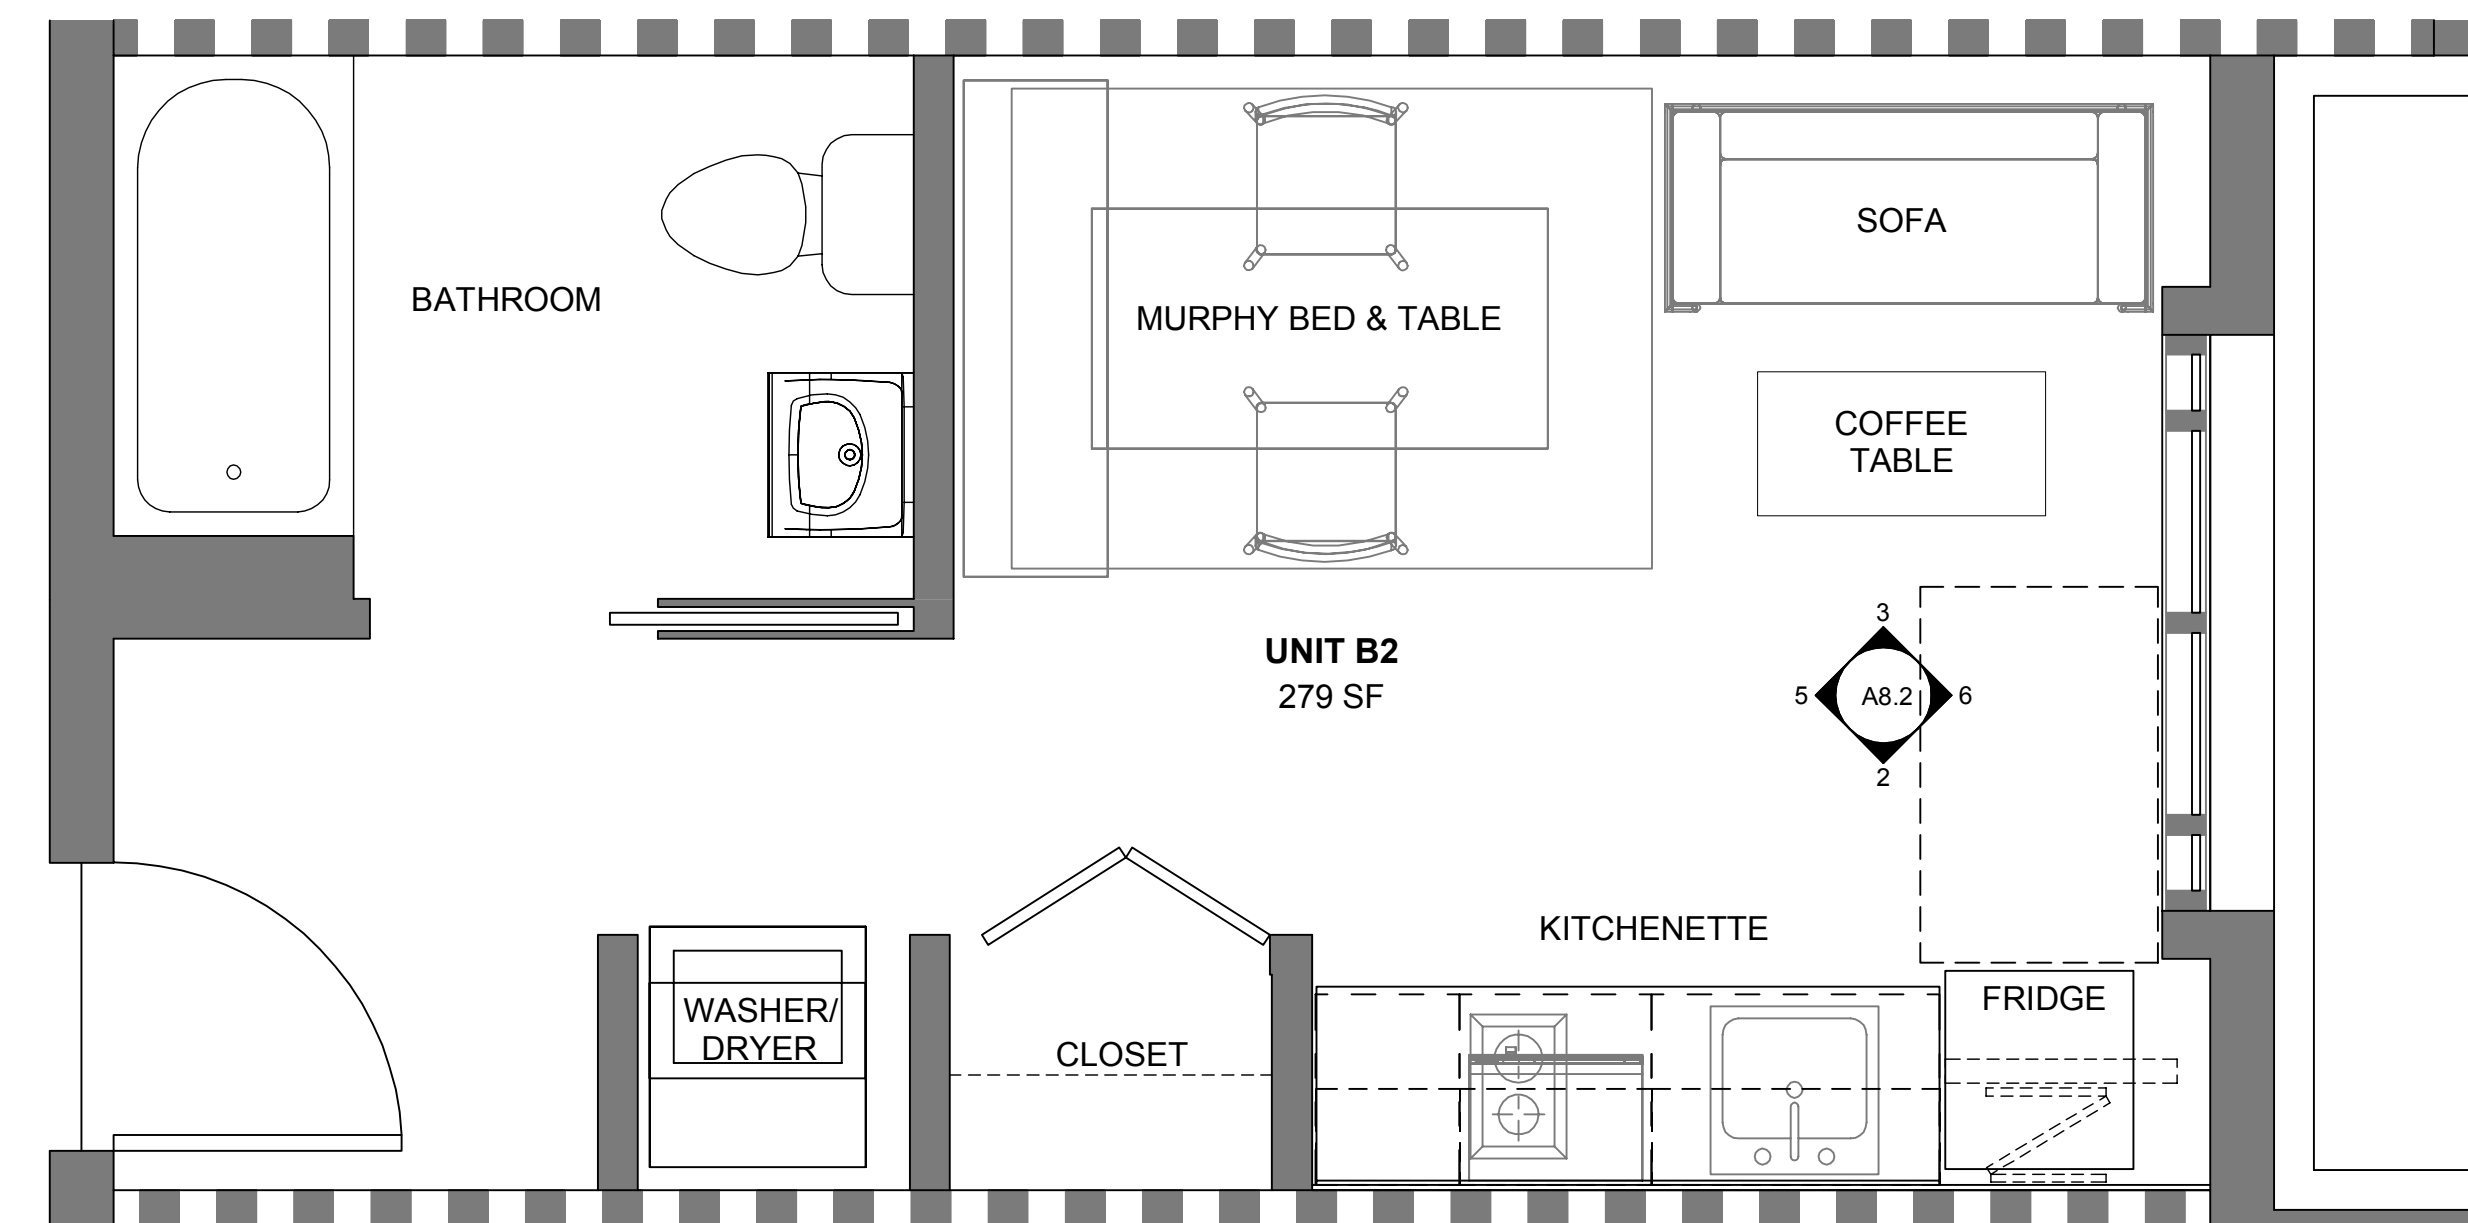 SOFA
BATHROOM
MURPHY BED & TABLE
COFFEE
TABLE
3
UNIT B2
279 SF
5
A8.2
6
2
KITCHENETTE
WASHER/
DRYER
CLOSET
FRIDGE